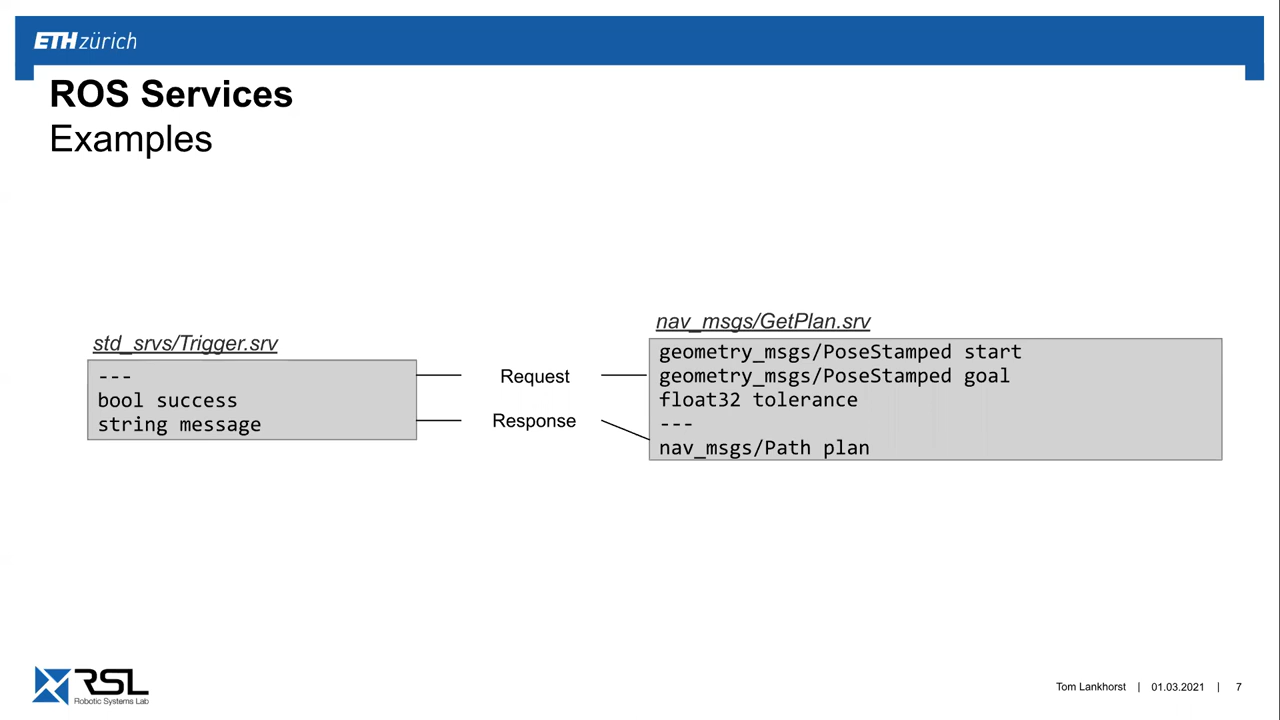 ETH zürich
ROS Services
Examples
std_srvs/Trigger.srv
---
bool success
string message
Request
Response
nav_msgs/GetPlan.srv
geometry_msgs/PoseStamped start
geometry_msgs/PoseStamped goal
float32 tolerance
---
nav_msgs/Path plan
RSL
Robotic Systems Lab
Tom Lankhorst | 01.03.2021 | 7